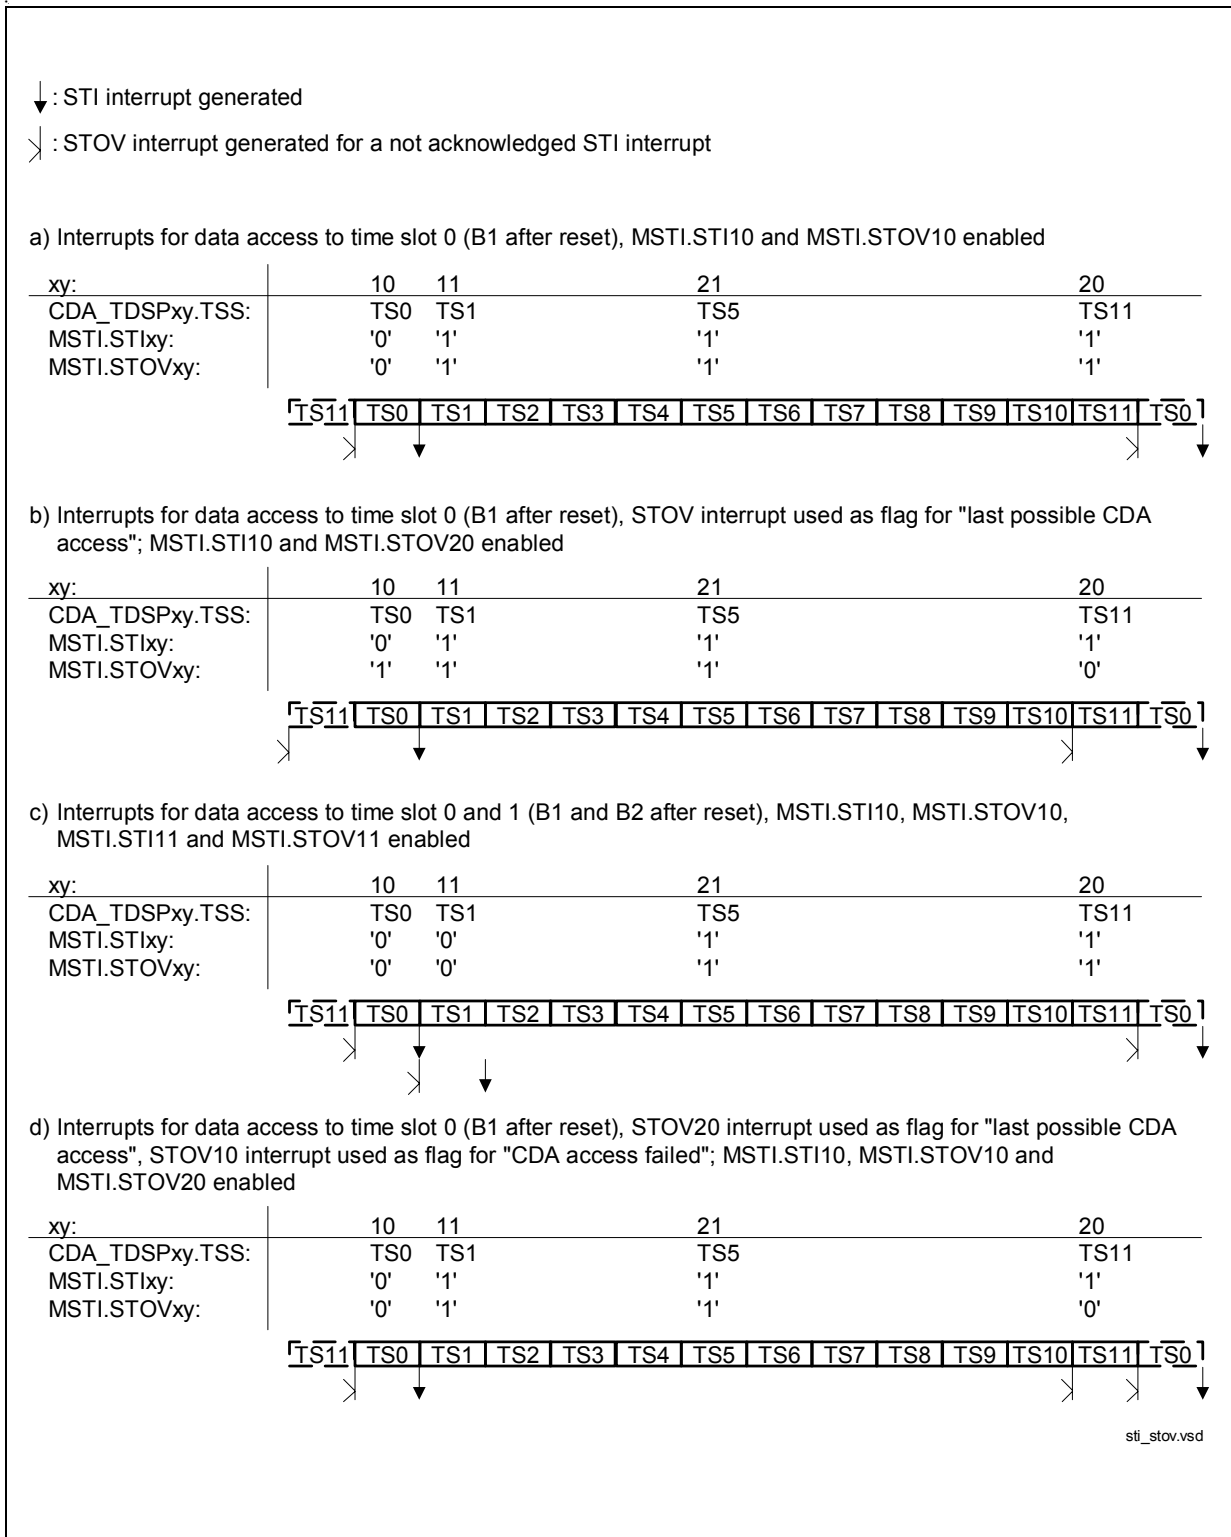 : STI interrupt generated
: STOV interrupt generated for a not acknowledged STI interrupt
a) Interrupts for data access to time slot 0 (B1 after reset), MSTI.STI10 and MSTI.STOV10 enabled
xy: 10 11 21 20
CDA_TDSPxy.TSS: TS0 TS1 TS5 TS11
MSTI.STIxy: '0' '1' '1' '1'
MSTI.STOVxy: '0' '1' '1' '1'
TS11 TS0 TS1 TS2 TS3 TS4 TS5 TS6 TS7 TS8 TS9 TS10 TS11 TS0
b) Interrupts for data access to time slot 0 (B1 after reset), STOV interrupt used as flag for "last possible CDA
access"; MSTI.STI10 and MSTI.STOV20 enabled
xy: 10 11 21 20
CDA_TDSPxy.TSS: TS0 TS1 TS5 TS11
MSTI.STIxy: '0' '1' '1' '1'
MSTI.STOVxy: '1' '1' '1' '0'
TS11 TS0 TS1 TS2 TS3 TS4 TS5 TS6 TS7 TS8 TS9 TS10 TS11 TS0
c) Interrupts for data access to time slot 0 and 1 (B1 and B2 after reset), MSTI.STI10, MSTI.STOV10,
MSTI.STI11 and MSTI.STOV11 enabled
xy: 10 11 21 20
CDA_TDSPxy.TSS: TS0 TS1 TS5 TS11
MSTI.STIxy: '0' '0' '1' '1'
MSTI.STOVxy: '0' '0' '1' '1'
TS11 TS0 TS1 TS2 TS3 TS4 TS5 TS6 TS7 TS8 TS9 TS10 TS11 TS0
d) Interrupts for data access to time slot 0 (B1 after reset), STOV20 interrupt used as flag for "last possible CDA
access", STOV10 interrupt used as flag for "CDA access failed"; MSTI.STI10, MSTI.STOV10 and
MSTI.STOV20 enabled
xy: 10 11 21 20
CDA_TDSPxy.TSS: TS0 TS1 TS5 TS11
MSTI.STIxy: '0' '1' '1' '1'
MSTI.STOVxy: '0' '1' '1' '0'
TS11 TS0 TS1 TS2 TS3 TS4 TS5 TS6 TS7 TS8 TS9 TS10 TS11 TS0
sti_stov.vsd